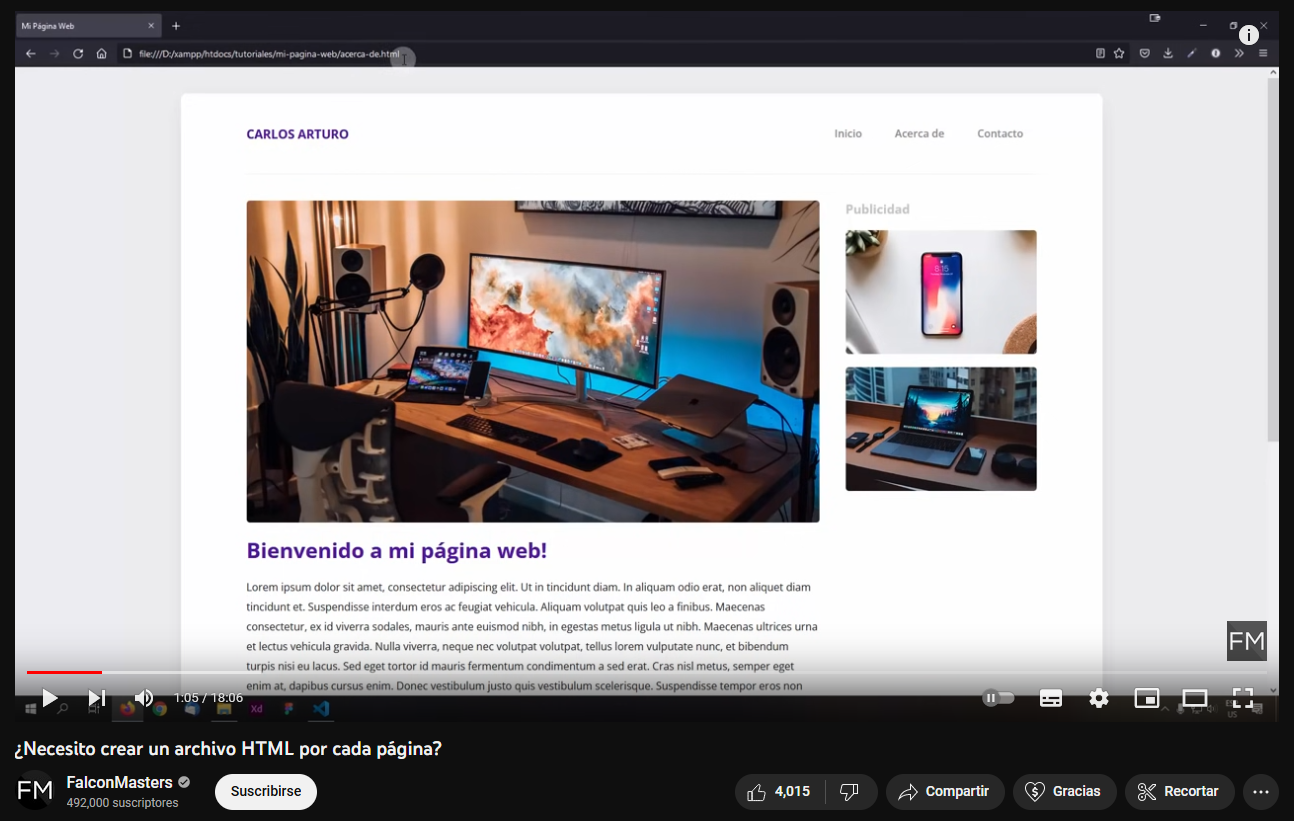 Mi Página Web
file:///D:/xampp/htdocs/tutoriales/mi-pagina-web/acerca-de.html
CARLOS ARTURO
Inicio
Acerca de
Contacto
Publicidad
8:15
Bienvenido a mi página web!
Lorem ipsum dolor sit amet, consectetur adipiscing elit. Ut in tincidunt diam. In aliquam odio erat, non aliquet diam
tincidunt et. Suspendisse interdum eros ac feugiat vehicula. Aliquam volutpat quis leo a finibus. Maecenas
consectetur, ex id viverra sodales, mauris ante euismod nibh, in egestas metus ligula ut nibh. Maecenas ultrices urna
et lectus vehicula gravida. Nulla viverra, neque nec volutpat volutpat, tellus lorem vulputate nunc, et bibendum
turpis nisi eu lacus. Sed eget tortor id mauris fermentum condimentum a sed erat. Cras nisl metus, semper eget
enim at, dapibus cursus enim. Donec vestibulum justo quis vestibulum scelerisque. Suspendisse tempor eros non
FM
1:05 / 18:06
Xd
¿Necesito crear un archivo HTML por cada página?
FM
FalconMasters
492,000 suscriptores
Suscribirse
4,015
Compartir
Gracias
Recortar